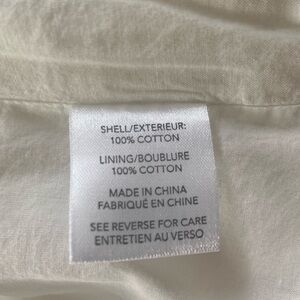 SHELL/EXTERIEUR:
100% COTTON
LINING/BOUBLURE
100% COTTON
MADE IN CHINA
FABRIQUÉ EN CHINE
SEE REVERSE FOR CARE
ENTRETIEN AU VERSO